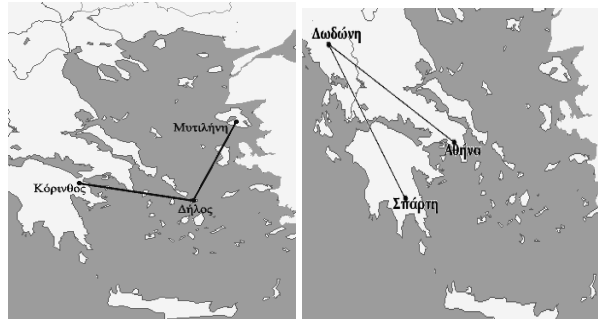 Μυτιλήνη
Κόρινθος
Δήλος
Δωδώνη
Αθήνα
Σπάρτη